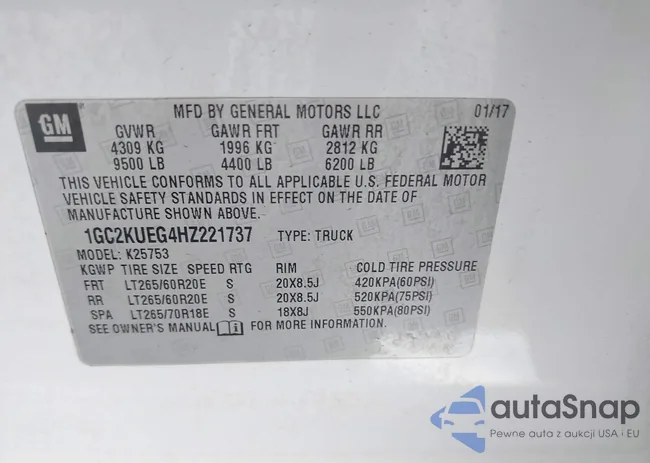 GM
MFD BY GENERAL MOTORS LLC 01/17
GVWR GAWR FRT GAWR RR
4309 KG 1996 KG 2812 KG
9500 LB 4400 LB 6200 LB
THIS VEHICLE CONFORMS TO ALL APPLICABLE U.S. FEDERAL MOTOR
VEHICLE SAFETY STANDARDS IN EFFECT ON THE DATE OF
MANUFACTURE SHOWN ABOVE.
1GC2KUEG4HZ221737 TYPE: TRUCK
MODEL: K25753
KGWP TIRE SIZE SPEED RTG RIM COLD TIRE PRESSURE
FRT LT265/60R20E S 20X8.5J 420KPA(60PSI)
RR LT265/60R20E S 20X8.5J 520KPA(75PSI)
SPA LT265/70R18E S 18X8J 550KPA(80PSI)
SEE OWNER'S MANUAL FOR MORE INFORMATION.
autaSnap
Pewne auta z aukcji USA i EU